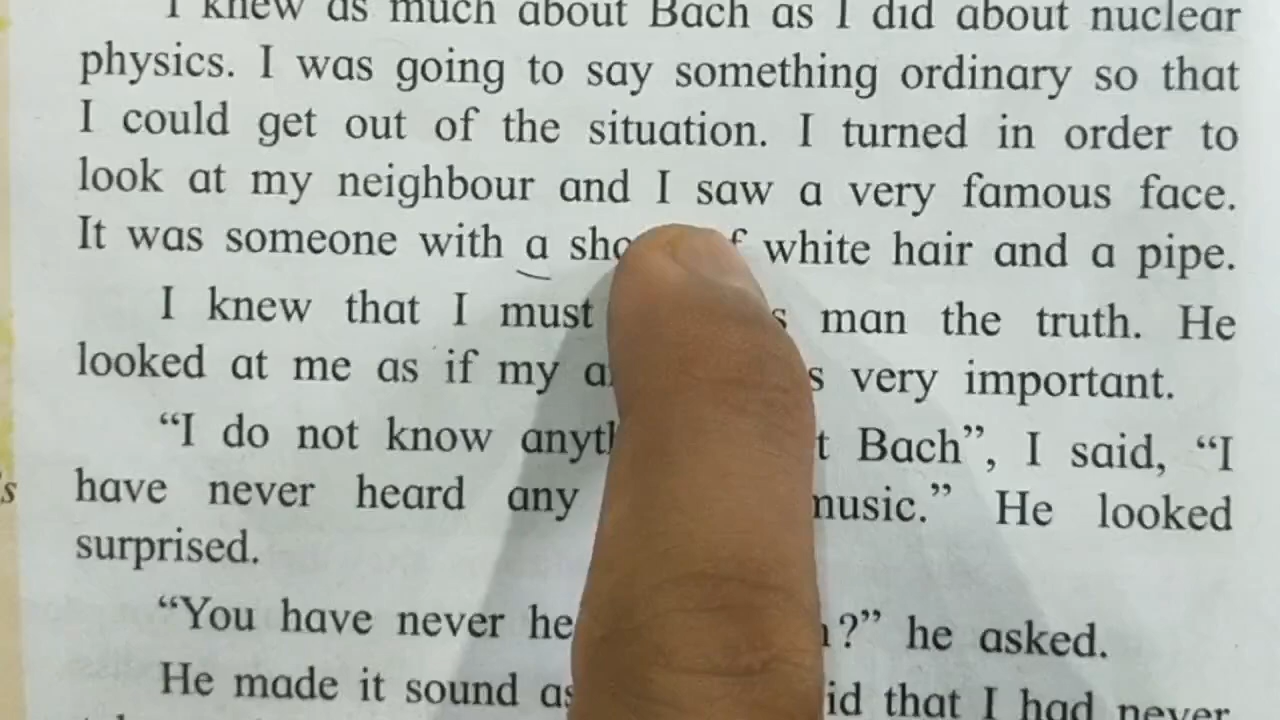 I knew as much about Bach as I did about nuclear
physics. I was going to say something ordinary so that
I could get out of the situation. I turned in order to
look at my neighbour and I saw a very famous face.
It was someone with a white hair and a pipe.
I knew that I must man the truth. He
looked at me as if my very important.
"I do not know Bach", I said, "I
have never heard any music." He looked
surprised.
"You have never he asked.
He made it sound that I had never